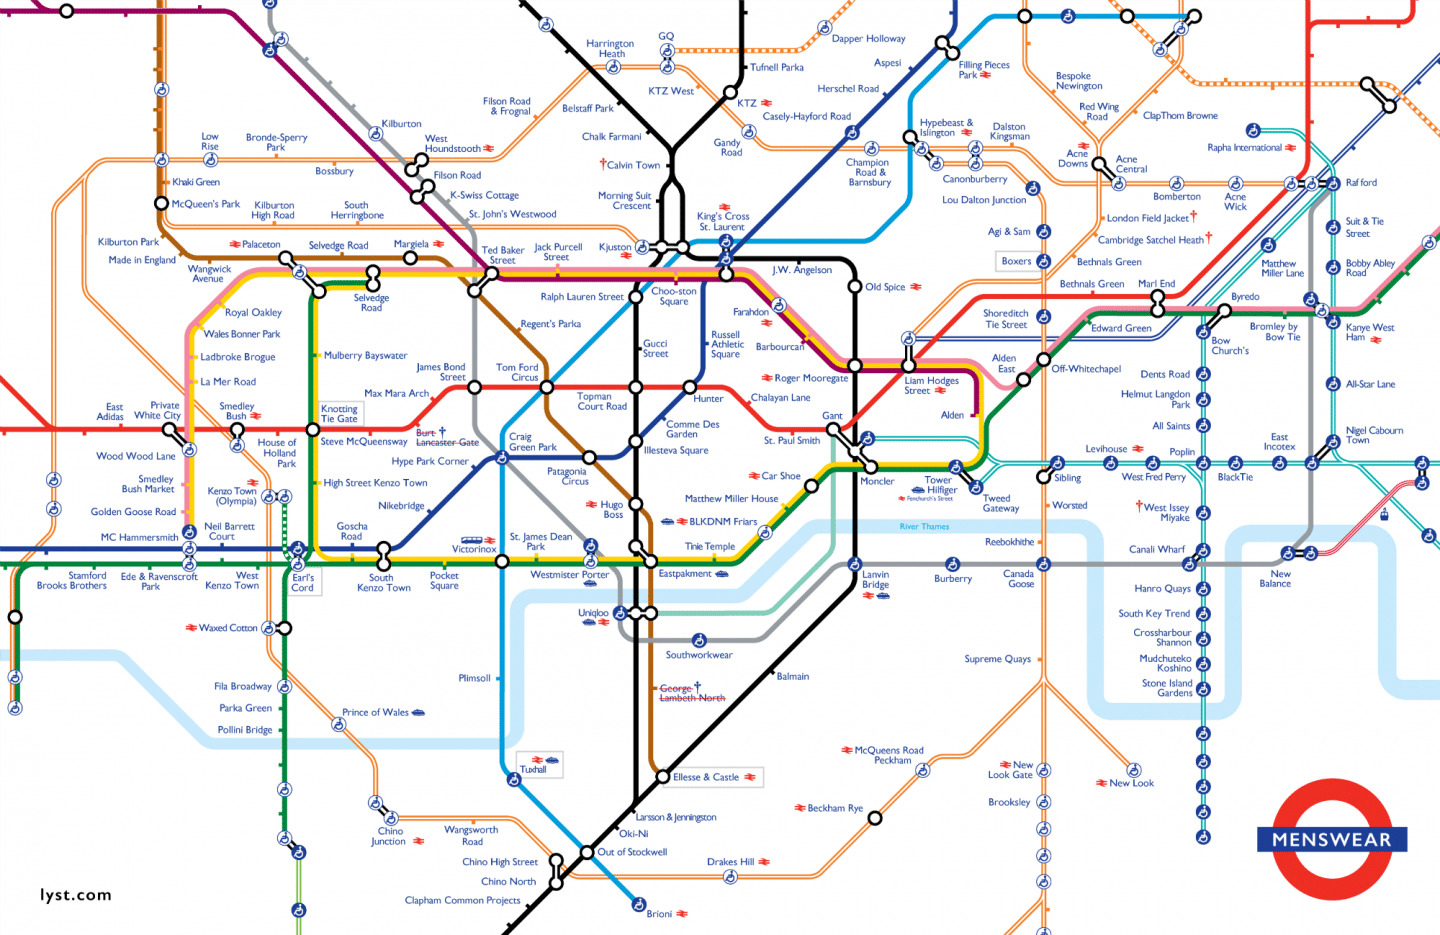 GQ
Dapper Holloway
Harrington
Heath
Tufnell Parka
KTZ West
KTZ
Aspesi
Filling Pieces
Park
Herschel Road
Bespoke
Newington
Red Wing
Road
ClapThom Browne
Filson Road
& Frognal
Belstaff Park
Casely-Hayford Road
Hypebeast &
Islington
Dalston
Kingsman
Kilburton
Chalk Farmani
Gandy
Road
Low
Rise
Bronde-Sperry
Park
West
Houndstooth
Champion
Road &
Barnsbury
Canonburberry
Acne
Downs
Acne
Central
Rapha International
†Calvin Town
Bossbury
Filson Road
Khaki Green
K-Swiss Cottage
Morning Suit
Crescent
Lou Dalton Junction
Bomberton
Acne
Wick
Rafford
McQueen's Park
Kilburton
High Road
South
Herringbone
St. John's Westwood
King's Cross
St. Laurent
London Field Jacket†
Suit & Tie
Street
Agi & Sam
Cambridge Satchel Heath†
Kilburton Park
Palaceton
Selvedge Road
Margiela
Ted Baker
Street
Jack Purcell
Street
Kjuston
Made in England
Boxers
Bethnals Green
Matthew
Miller Lane
Bobby Abley
Road
Wangwick
Avenue
J.W. Angelson
Old Spice
Bethnals Green
Marl End
Byredo
Selvedge
Road
Ralph Lauren Street
Choo-ston
Square
Farahdon
Shoreditch
Tie Street
Royal Oakley
Regent's Parka
Edward Green
Bromley by
Bow Tie
Kanye West
Ham
Wales Bonner Park
Russell
Athletic
Square
Barbourcan
Bow
Church's
Ladbroke Brogue
Mulberry Bayswater
Gucci
Street
Alden
East
Off-Whitechapel
James Bond
Street
Tom Ford
Circus
La Mer Road
Roger Mooregate
Liam Hodges
Street
Dents Road
All-Star Lane
Max Mara Arch
Topman
Court Road
Hunter
Chalayan Lane
Helmut Langdon
Park
East
Adidas
Private
White City
Smedley
Bush
Knotting
Tie Gate
Alden
Gant
All Saints
Burt †
Lancaster Gate
Craig
Green Park
Comme Des
Garden
St. Paul Smith
Nigel Cabourn
Town
House of
Holland
Park
Steve McQueensway
Illesteva Square
Levihouse
Poplin
East
Incotex
Wood Wood Lane
Hype Park Corner
Patagonia
Circus
Car Shoe
Moncler
Tower
Hilfiger
Fenchurch's Street
Sibling
West Fred Perry
BlackTie
Smedley
Bush Market
Kenzo Town
(Olympia)
High Street Kenzo Town
Matthew Miller House
Tweed
Gateway
Worsted
Golden Goose Road
Nikebridge
Hugo
Boss
BLKDNM Friars
River Thames
†West Issey
Miyake
MC Hammersmith
Neil Barrett
Court
Goscha
Road
Victorinox
St. James Dean
Park
Tinie Temple
Reebokhithe
Canali Wharf
Stamford
Brooks Brothers
Ede & Ravenscroft
Park
West
Kenzo Town
Earl's
Cord
South
Kenzo Town
Pocket
Square
Westmister Porter
Eastpakment
Lanvin
Bridge
Burberry
Canada
Goose
New
Balance
Hanro Quays
Waxed Cotton
Uniqloo
South Key Trend
Southworkwear
Crossharbour
Shannon
Supreme Quays
Mudchuteko
Koshino
Fila Broadway
Plimsoll
George †
Lambeth North
Balmain
Stone Island
Gardens
Parka Green
Prince of Wales
Pollini Bridge
Tuxhall
Ellesse & Castle
McQueens Road
Peckham
New
Look Gate
New Look
Beckham Rye
Brooksley
Chino
Junction
Wangsworth
Road
Larsson & Jenningston
Oki-Ni
Chino High Street
Out of Stockwell
Drakes Hill
Chino North
Clapham Common Projects
Brioni
MENSWEAR
lyst.com